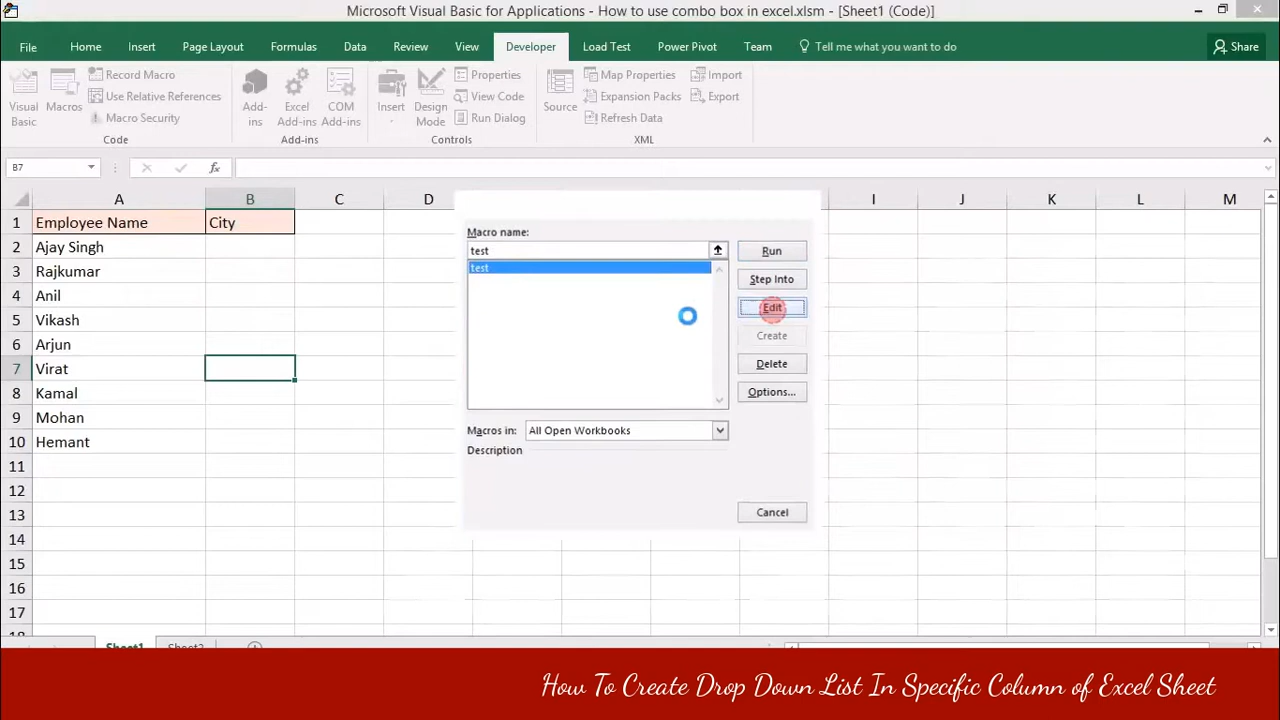 Microsoft Visual Basic for Applications - How to use combo box in excel.xlsm - [Sheet1 (Code)]
File Home Insert Page Layout Formulas Data Review View Developer Load Test Power Pivot Team Tell me what you want to do Share
Visual Basic
Macros
Record Macro
Use Relative References
Macro Security
Code
Add-ins
Excel Add-ins
COM Add-ins
Add-ins
Insert
Design Mode
Properties
View Code
Run Dialog
Controls
Source
Map Properties
Expansion Packs
Refresh Data
Import
Export
XML
B7 fx
A B C D I J K L M
1 Employee Name City
2 Ajay Singh
3 Rajkumar
4 Anil
5 Vikash
6 Arjun
7 Virat
8 Kamal
9 Mohan
10 Hemant
11
12
13
14
15
16
17
18
Macro name:
test
test
Run
Step Into
Edit
Create
Delete
Options...
Macros in: All Open Workbooks
Description
Cancel
Sheet1 Sheet2
How To Create Drop Down List In Specific Column of Excel Sheet